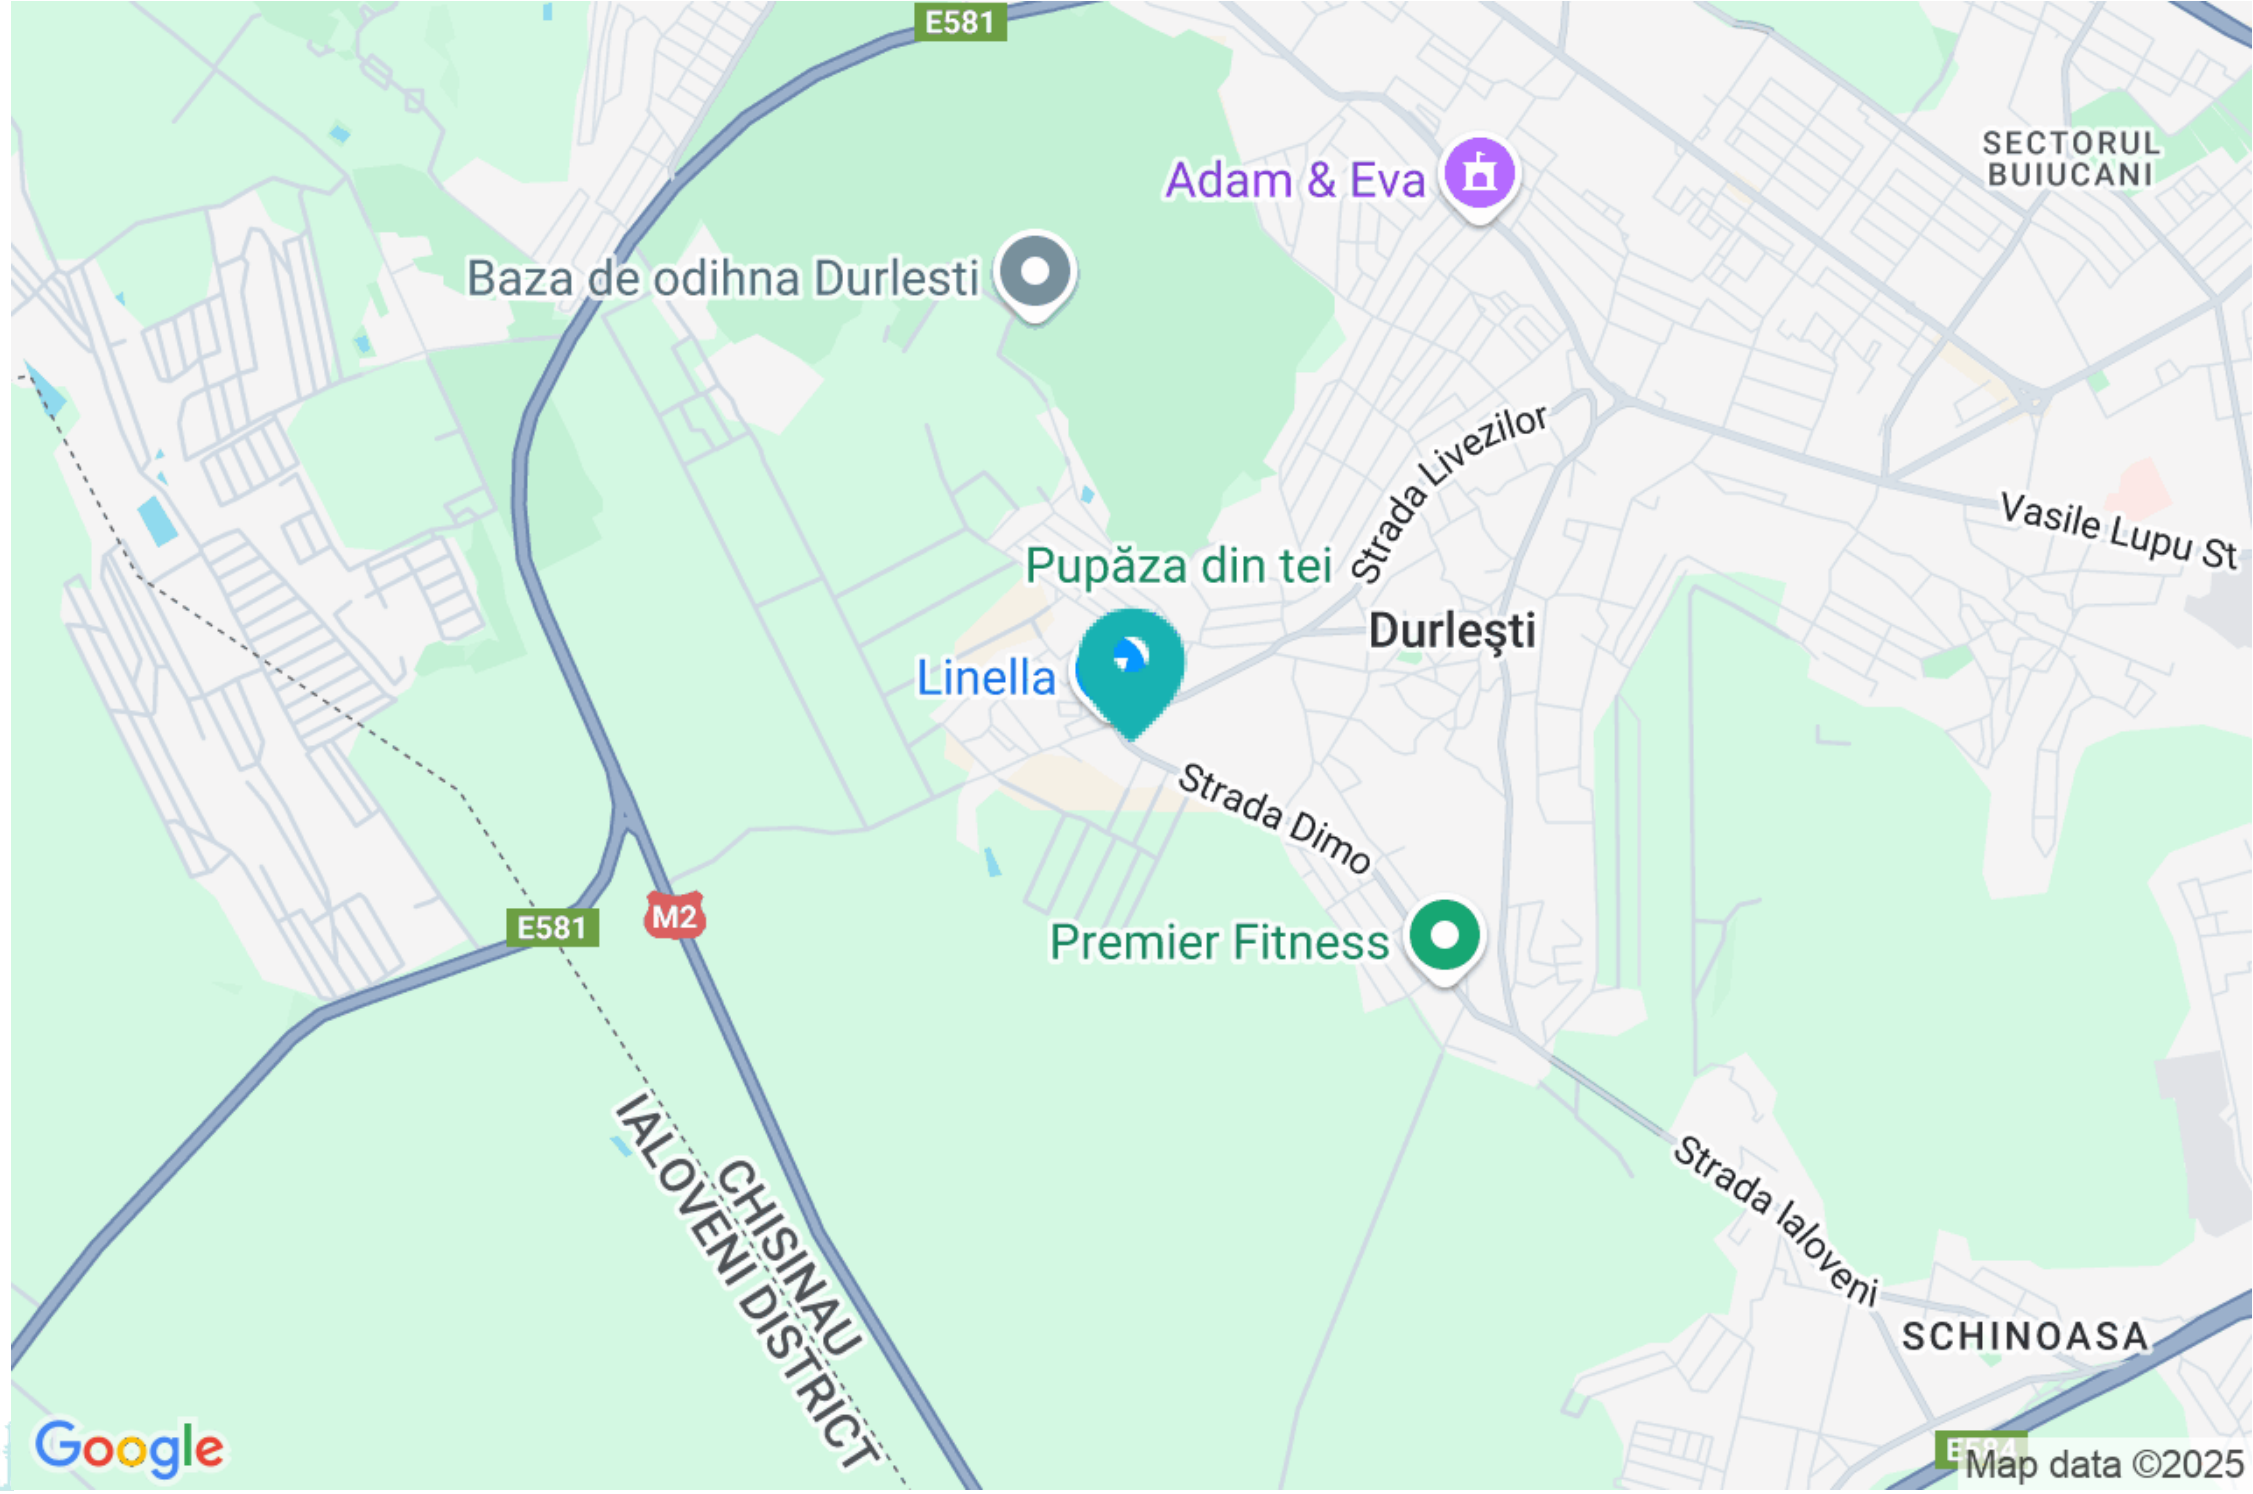 E581
SECTORUL
BUIUCANI
Adam & Eva
Baza de odihna Durlesti
Strada Livezilor
Vasile Lupu St
Pupăza din tei
Durleşti
Linella
Strada Dimo
E581
M2
Premier Fitness
IALOVENI DISTRICT
CHISINAU
Strada Ialoveni
SCHINOASA
E584
Google
Map data ©2025